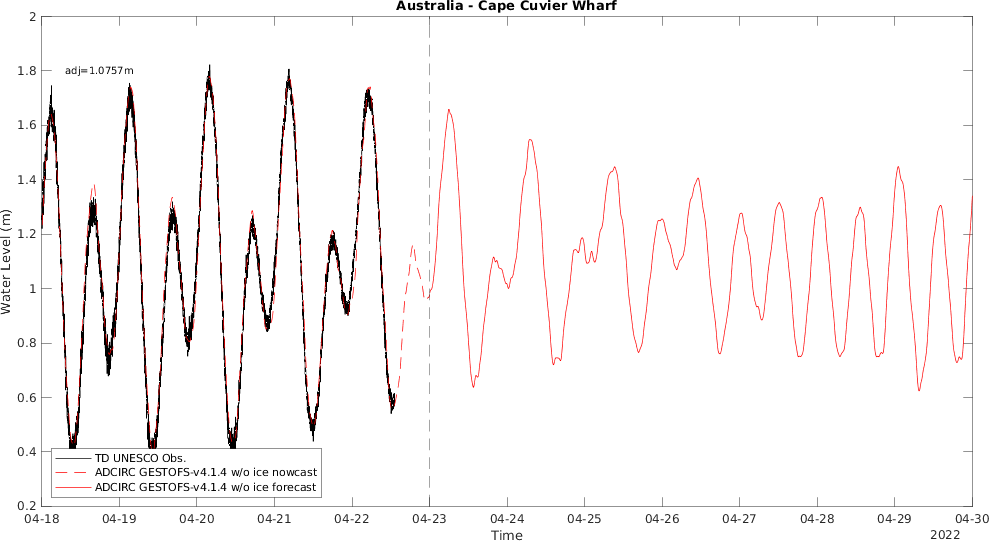 Australia - Cape Cuvier Wharf
2
1.8
1.6
1.4
1.2
1
0.8
0.6
0.4
0.2
Water Level (m)
adj=1.0757m
TD UNESCO Obs.
ADCIRC GESTOFS-v4.1.4 w/o ice nowcast
ADCIRC GESTOFS-v4.1.4 w/o ice forecast
04-18 04-19 04-20 04-21 04-22 04-23 04-24 04-25 04-26 04-27 04-28 04-29 04-30
Time
2022